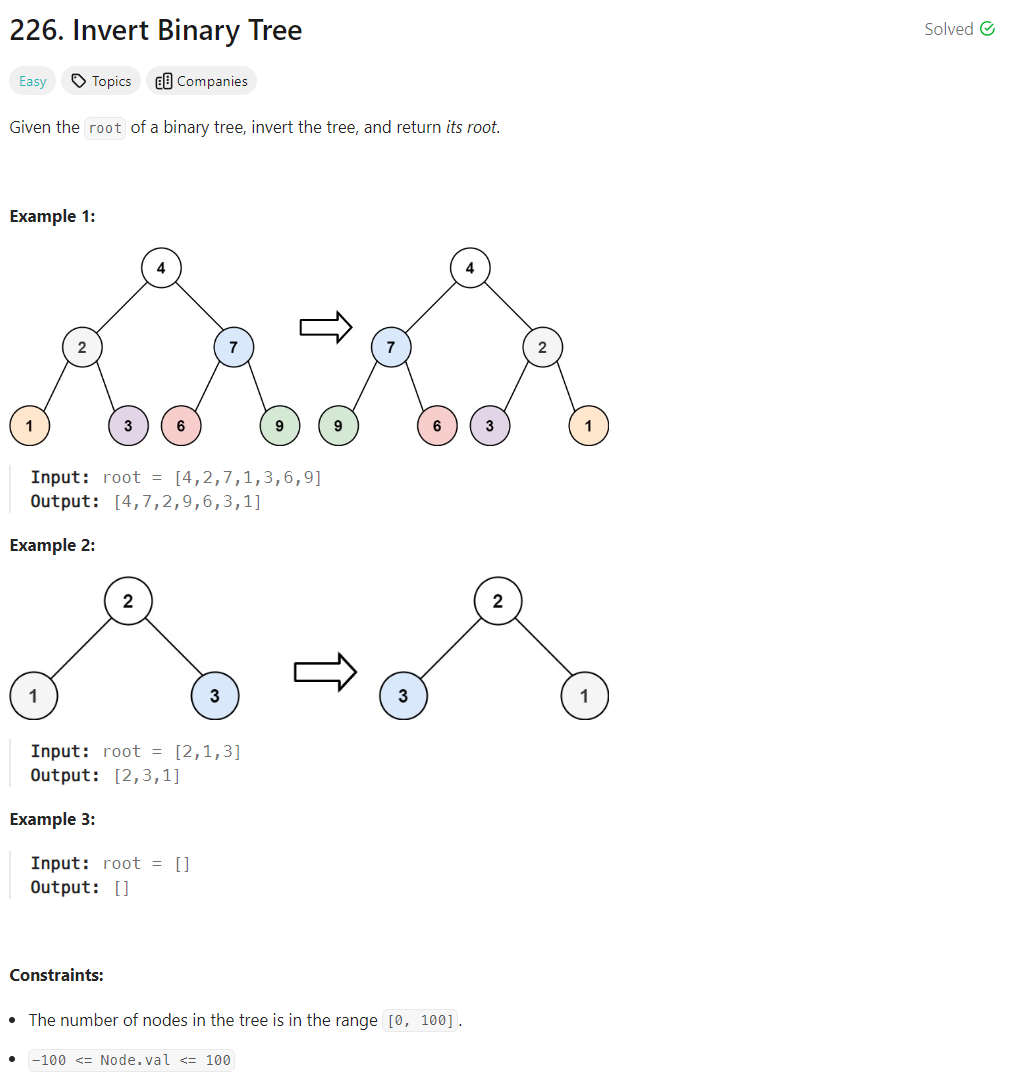 226. Invert Binary Tree
Solved
Easy Topics Companies
Given the root of a binary tree, invert the tree, and return its root.
Example 1:
4 4
2 7 7 2
1 3 6 9 9 6 3 1
Input: root = [4,2,7,1,3,6,9]
Output: [4,7,2,9,6,3,1]
Example 2:
2 2
1 3 3 1
Input: root = [2,1,3]
Output: [2,3,1]
Example 3:
Input: root = []
Output: []
Constraints:
• The number of nodes in the tree is in the range [0, 100].
• -100 <= Node.val <= 100